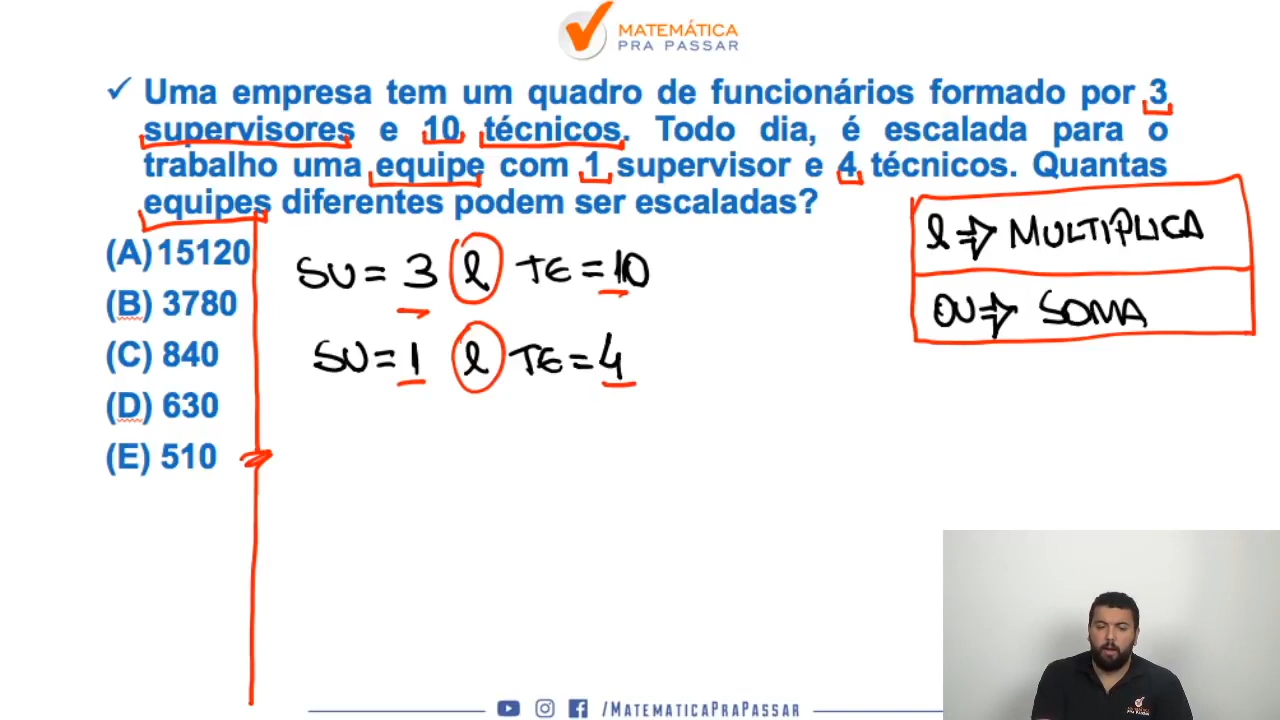 MATEMÁTICA
PRA PASSAR
Uma empresa tem um quadro de funcionários formado por 3
supervisores e 10 técnicos. Todo dia, é escalada para o
trabalho uma equipe com 1 supervisor e 4 técnicos. Quantas
equipes diferentes podem ser escaladas?
(A) 15120
(B) 3780
(C) 840
(D) 630
(E) 510
SU = 3 e TE = 10
SU = 1 e TE = 4
e ⇒ MULTIPLICA
OU ⇒ SOMA
/MATEMATICAPRAPASSAR